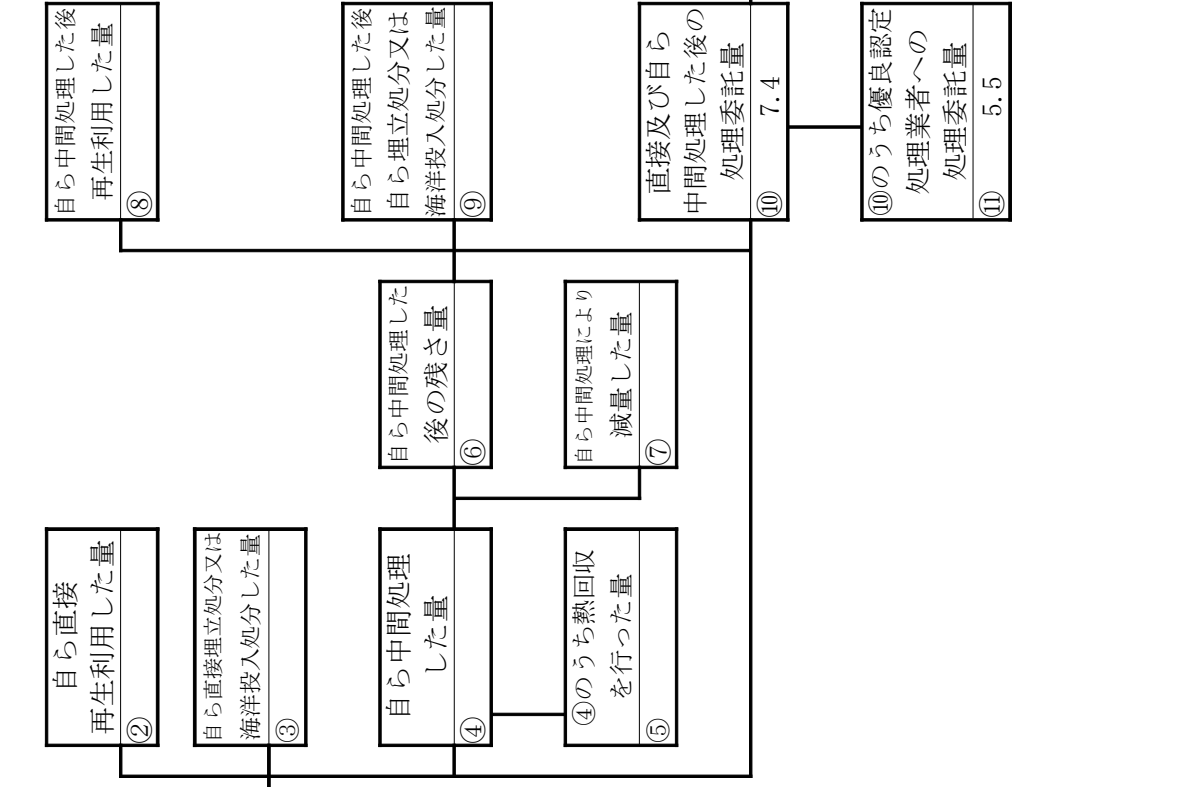 自ら直接
再生利用した量
②
自ら直接埋立処分又は
海洋投入処分した量
③
自ら中間処理
した量
④
④のうち熱回収
を行った量
⑤
自ら中間処理した
後の残さ量
⑥
自ら中間処理により
減量した量
⑦
自ら中間処理した後
再生利用した量
⑧
自ら中間処理した後
自ら埋立処分又は
海洋投入処分した量
⑨
直接及び自ら
中間処理した後の
処理委託量
⑩ 7.4
⑩のうち優良認定
処理業者への
処理委託量
⑪ 5.5